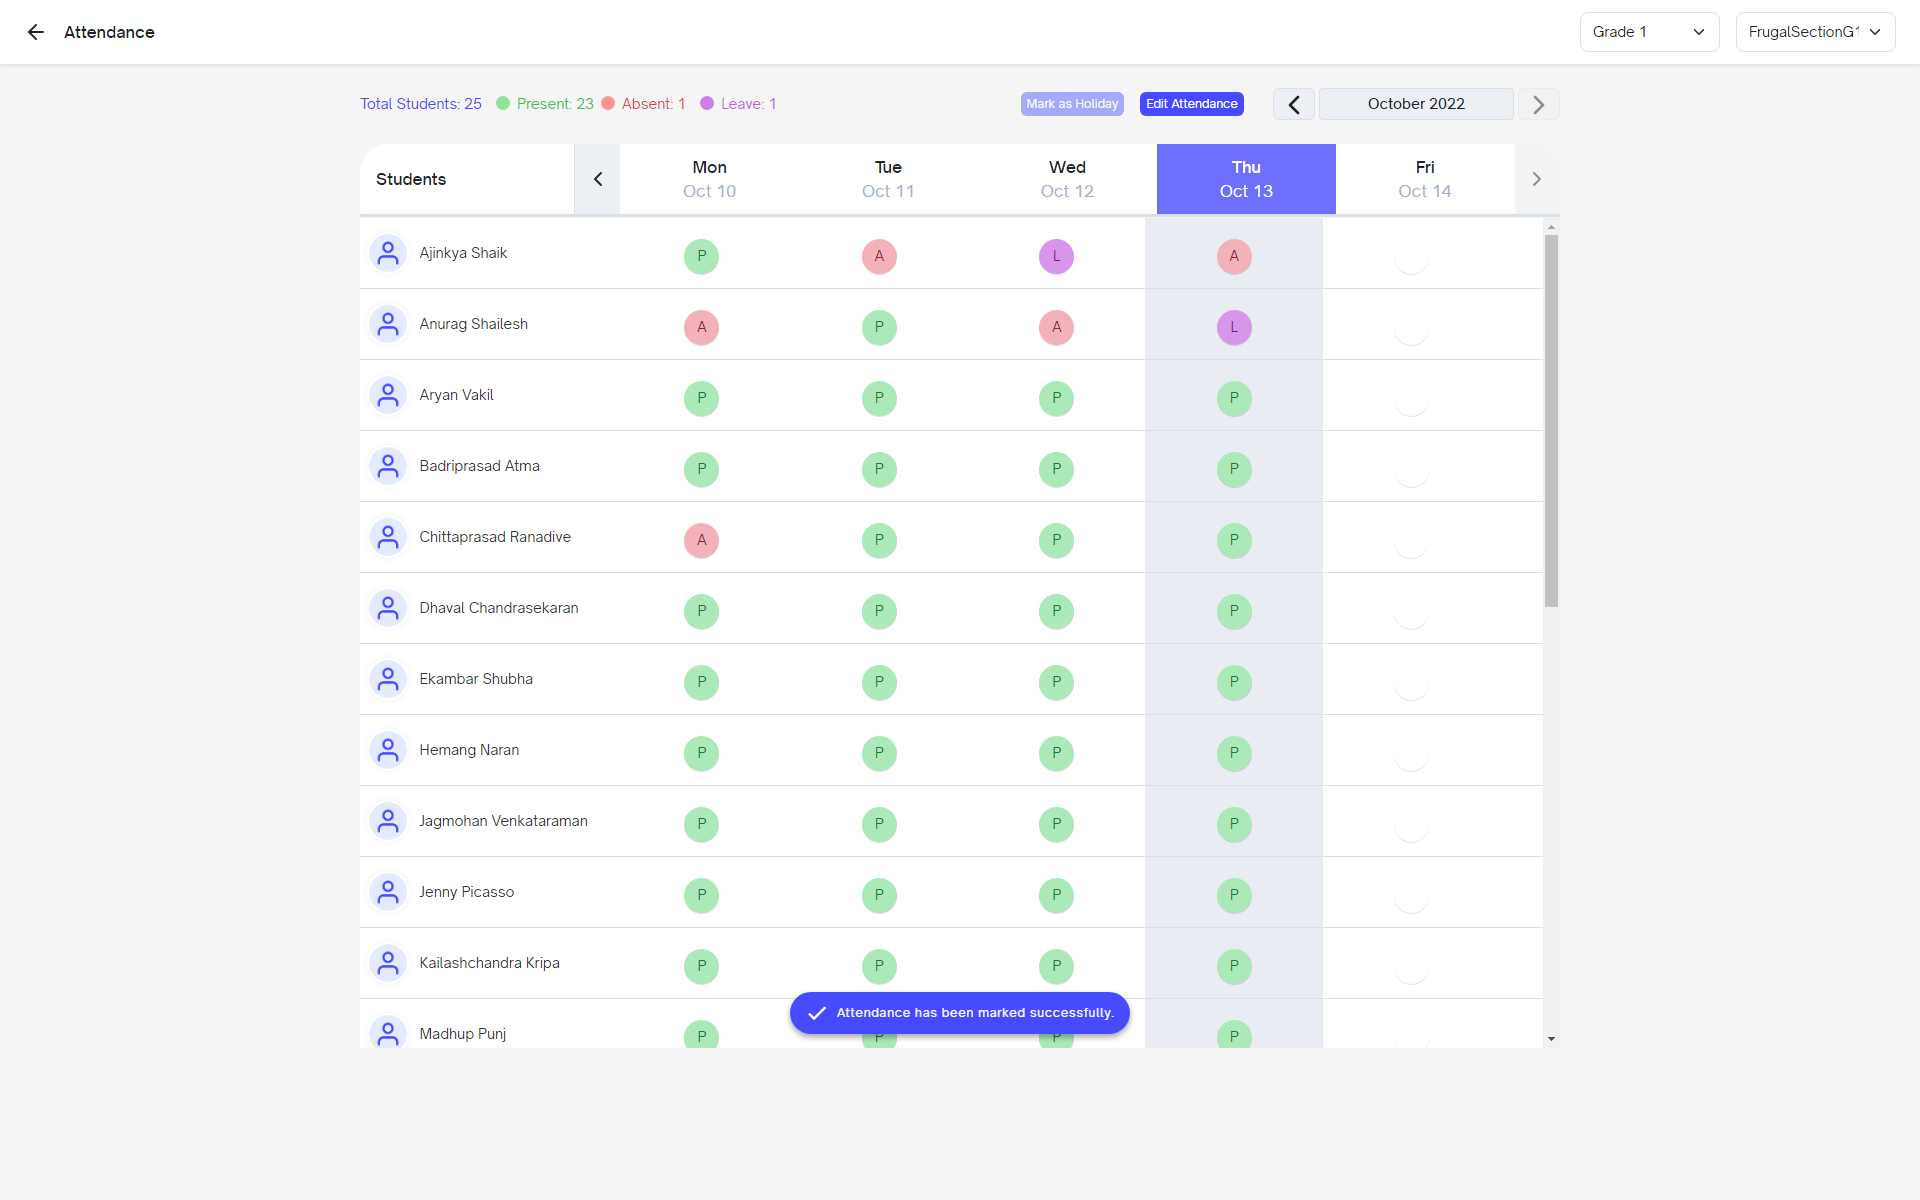 Attendance
Grade 1
FrugalSectionG1
Total Students: 25 Present: 23 Absent: 1 Leave: 1
Mark as Holiday
Edit Attendance
October 2022
Students
Mon Tue Wed Thu Fri
Oct 10 Oct 11 Oct 12 Oct 13 Oct 14
Ajinkya Shaik P A L A
Anurag Shailesh A P A L
Aryan Vakil P P P P
Badriprasad Atma P P P P
Chittaprasad Ranadive A P P P
Dhaval Chandrasekaran P P P P
Ekambar Shubha P P P P
Hemang Naran P P P P
Jagmohan Venkataraman P P P P
Jenny Picasso P P P P
Kailashchandra Kripa P P P P
Attendance has been marked successfully.
Madhup Punj P P P P